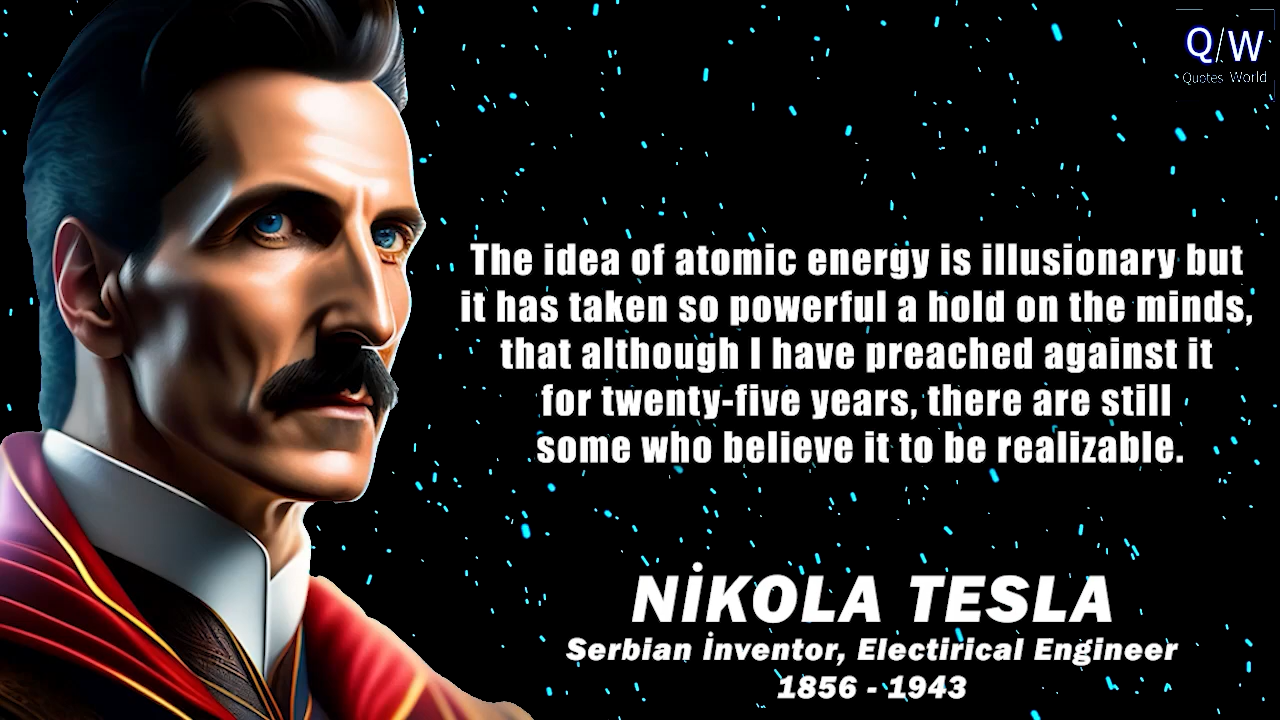 Q/W
Quotes World
The idea of atomic energy is illusionary but
it has taken so powerful a hold on the minds,
that although I have preached against it
for twenty-five years, there are still
some who believe it to be realizable.
NİKOLA TESLA
Serbian İnventor, Electirical Engineer
1856 - 1943